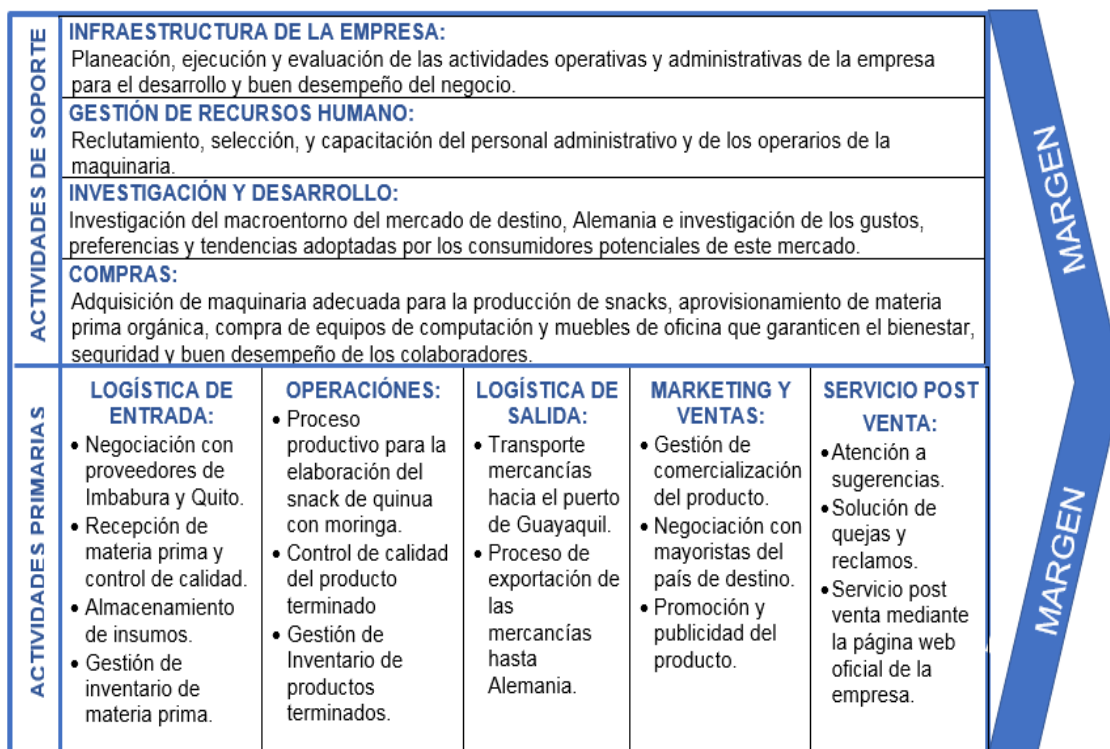 ACTIVIDADES DE SOPORTE
INFRAESTRUCTURA DE LA EMPRESA:
Planeación, ejecución y evaluación de las actividades operativas y administrativas de la empresa
para el desarrollo y buen desempeño del negocio.
GESTIÓN DE RECURSOS HUMANO:
Reclutamiento, selección, y capacitación del personal administrativo y de los operarios de la
maquinaria.
INVESTIGACIÓN Y DESARROLLO:
Investigación del macroentorno del mercado de destino, Alemania e investigación de los gustos,
preferencias y tendencias adoptadas por los consumidores potenciales de este mercado.
COMPRAS:
Adquisición de maquinaria adecuada para la producción de snacks, aprovisionamiento de materia
prima orgánica, compra de equipos de computación y muebles de oficina que garanticen el bienestar,
seguridad y buen desempeño de los colaboradores.
ACTIVIDADES PRIMARIAS
LOGÍSTICA DE
ENTRADA:
• Negociación con
proveedores de
Imbabura y Quito.
• Recepción de
materia prima y
control de calidad.
• Almacenamiento
de insumos.
• Gestión de
inventario de
materia prima.
OPERACIÓNES:
• Proceso
productivo para la
elaboración del
snack de quinua
con moringa.
• Control de calidad
del producto
terminado
• Gestión de
Inventario de
productos
terminados.
LOGÍSTICA DE
SALIDA:
• Transporte
mercancías
hacia el puerto
de Guayaquil.
• Proceso de
exportación de
las
mercancías
hasta
Alemania.
MARKETING Y
VENTAS:
• Gestión de
comercialización
del producto.
• Negociación con
mayoristas del
país de destino.
• Promoción y
publicidad del
producto.
SERVICIO POST
VENTA:
• Atención a
sugerencias.
• Solución de
quejas y
reclamos.
• Servicio post
venta mediante
la página web
oficial de la
empresa.
MARGEN
MARGEN